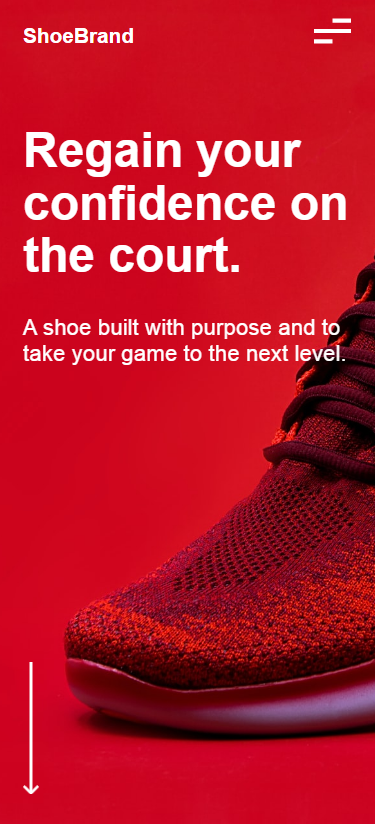 ShoeBrand
Regain your
confidence on
the court.
A shoe built with purpose and to
take your game to the next level.